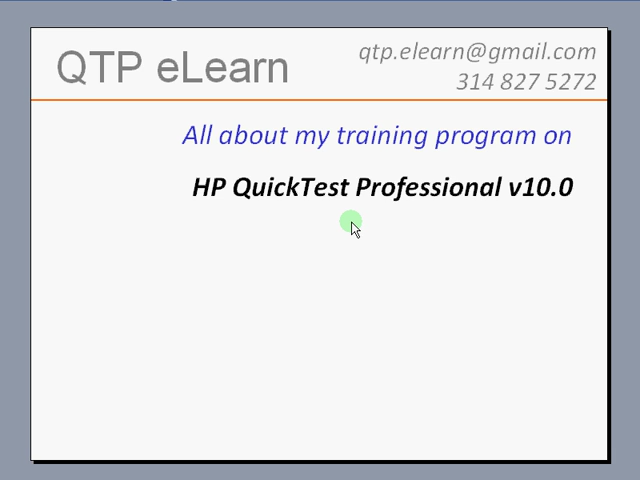 QTP eLearn
qtp.elearn@gmail.com
314 827 5272
All about my training program on
HP QuickTest Professional v10.0